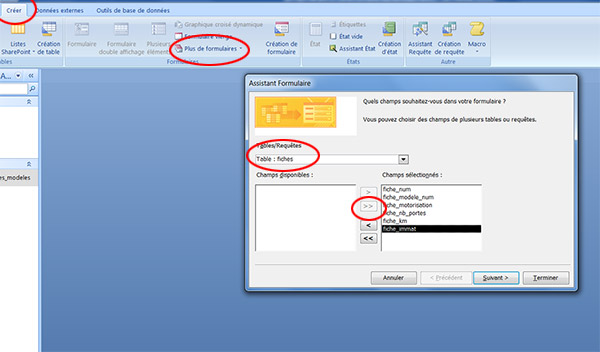 Créer Données externes Outils de base de données
Graphique croisé dynamique
Étiquettes
Formulaire vierge
État vide
Listes SharePoint Création de table Formulaire Formulaire double affichage Plusieurs éléments Plus de formulaires Création de formulaire État Assistant État Création d'état Assistant Requête Création de requête Macro
Tables Formulaires États Autre
A...
es_modeles
Assistant Formulaire
Quels champs souhaitez-vous dans votre formulaire ?
Vous pouvez choisir des champs de plusieurs tables ou requêtes.
Tables/Requêtes
Table : fiches
Champs disponibles : Champs sélectionnés :
fiche_num
>
fiche_modele_num
>>
fiche_motorisation
fiche_nb_portes
<
fiche_km
<<
fiche_immat
Annuler < Précédent Suivant > Terminer